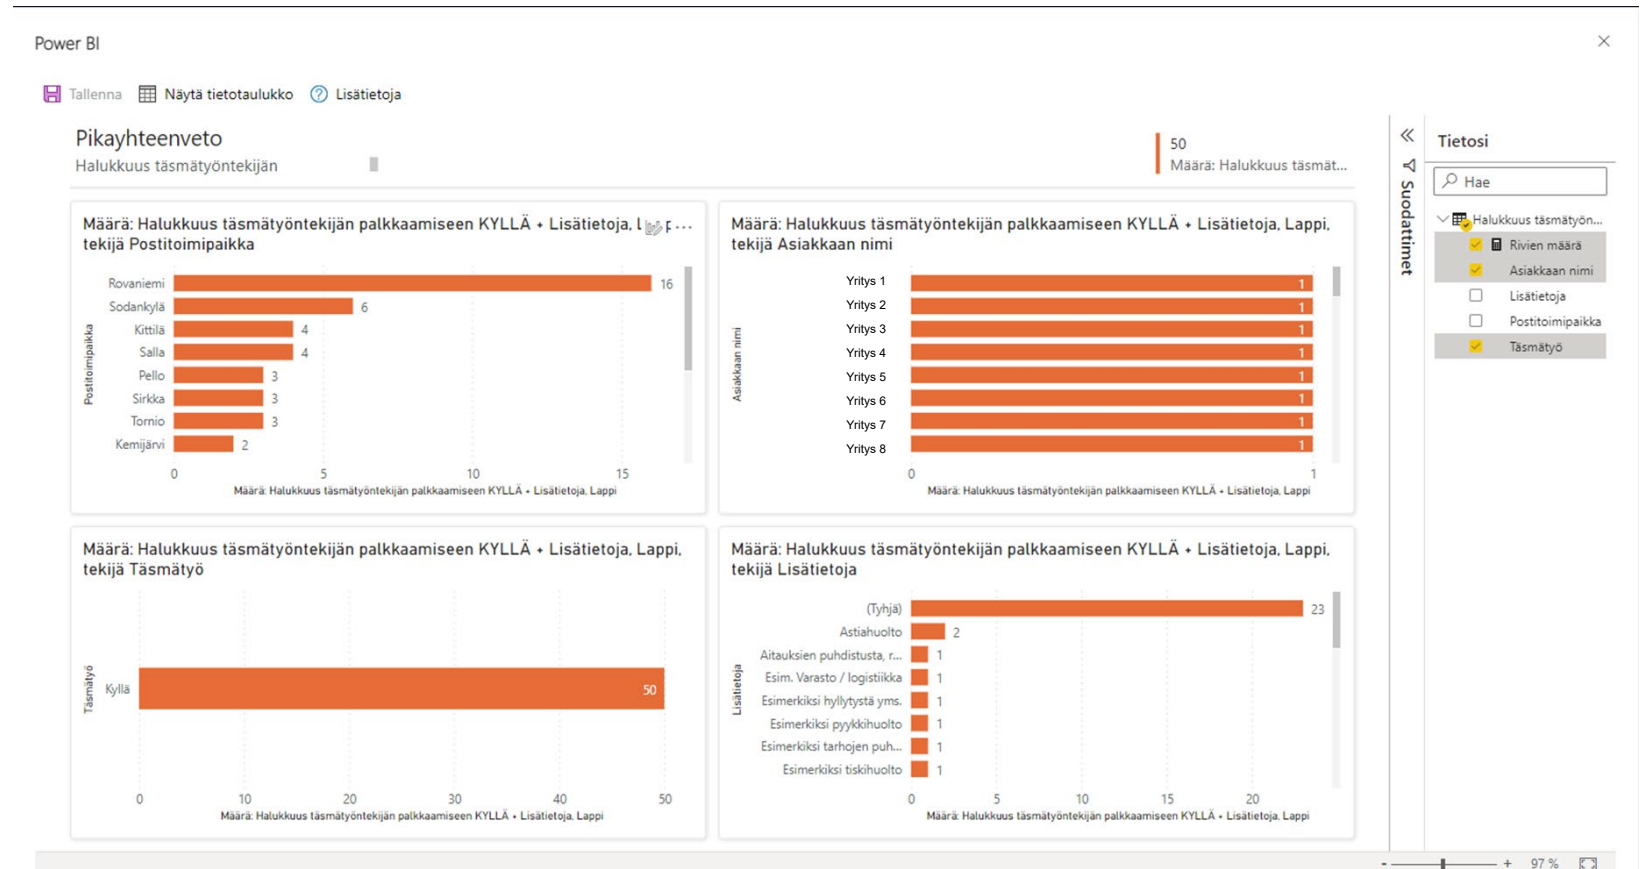 Power BI
Tallenna Näytä tietotaulukko Lisätietoja
Pikayhteenveto
Halukkuus täsmätyöntekijän
50
Määrä: Halukkuus täsmät...
Määrä: Halukkuus täsmätyöntekijän palkkaamiseen KYLLÄ + Lisätietoja, L
tekijä Postitoimipaikka
Postitoimipaikka
Rovaniemi 16
Sodankylä 6
Kittilä 4
Salla 4
Pello 3
Sirkka 3
Tornio 3
Kemijärvi 2
0 5 10 15
Määrä: Halukkuus täsmätyöntekijän palkkaamiseen KYLLÄ + Lisätietoja, Lappi
Määrä: Halukkuus täsmätyöntekijän palkkaamiseen KYLLÄ + Lisätietoja, Lappi,
tekijä Asiakkaan nimi
Asiakkaan nimi
Yritys 1 1
Yritys 2 1
Yritys 3 1
Yritys 4 1
Yritys 5 1
Yritys 6 1
Yritys 7 1
Yritys 8 1
0 1
Määrä: Halukkuus täsmätyöntekijän palkkaamiseen KYLLÄ + Lisätietoja, Lappi
Määrä: Halukkuus täsmätyöntekijän palkkaamiseen KYLLÄ + Lisätietoja, Lappi,
tekijä Täsmätyö
Täsmätyö
Kyllä 50
0 10 20 30 40 50
Määrä: Halukkuus täsmätyöntekijän palkkaamiseen KYLLÄ + Lisätietoja, Lappi
Määrä: Halukkuus täsmätyöntekijän palkkaamiseen KYLLÄ + Lisätietoja, Lappi,
tekijä Lisätietoja
Lisätietoja
(Tyhjä) 23
Astiahuolto 2
Aitauksien puhdistusta, r... 1
Esim. Varasto / logistiikka 1
Esimerkiksi hyllytystä yms. 1
Esimerkiksi pyykkihuolto 1
Esimerkiksi tarhojen puh... 1
Esimerkiksi tiskihuolto 1
0 5 10 15 20
Määrä: Halukkuus täsmätyöntekijän palkkaamiseen KYLLÄ + Lisätietoja, Lappi
Suodattimet
Tietosi
Hae
Halukkuus täsmätyön...
Rivien määrä
Asiakkaan nimi
Lisätietoja
Postitoimipaikka
Täsmätyö
- + 97 %